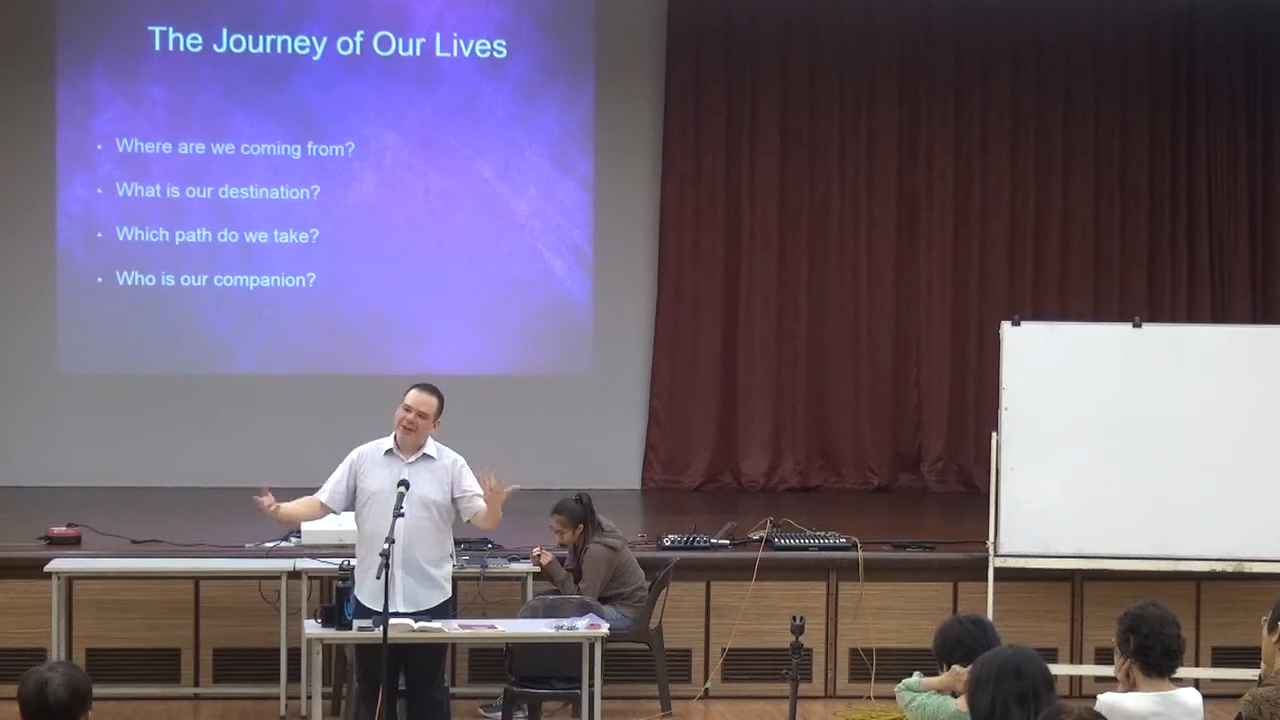 The Journey of Our Lives
• Where are we coming from?
• What is our destination?
• Which path do we take?
• Who is our companion?